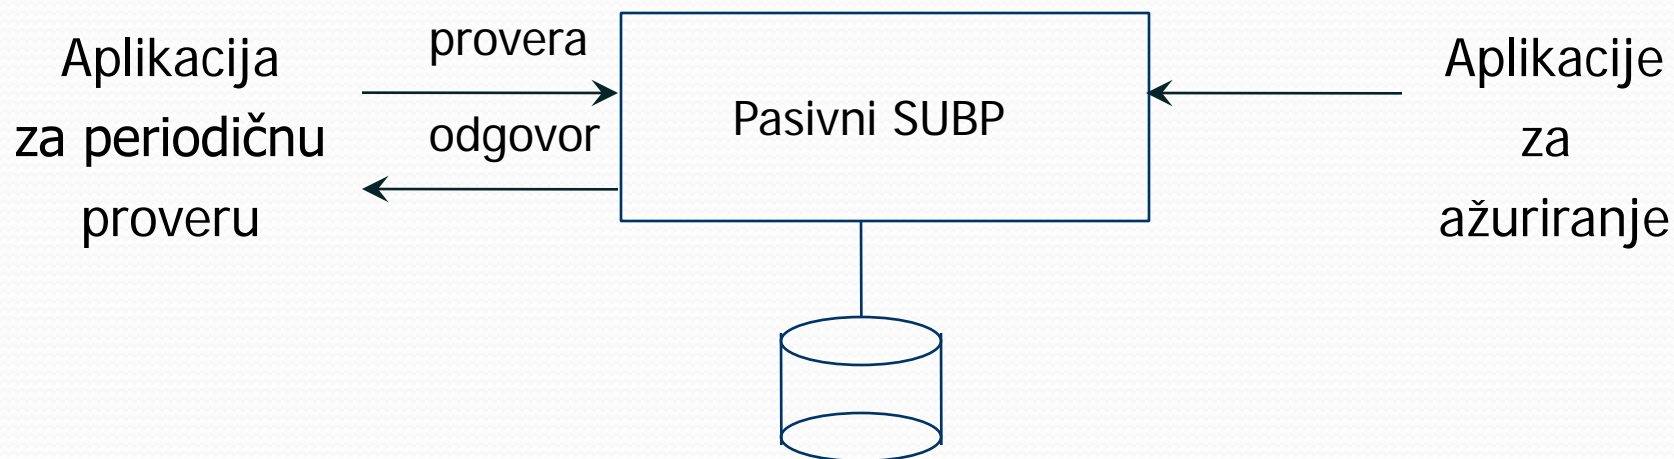 Aplikacija
za periodičnu
proveru
provera
odgovor
Pasivni SUBP
Aplikacije
za
ažuriranje